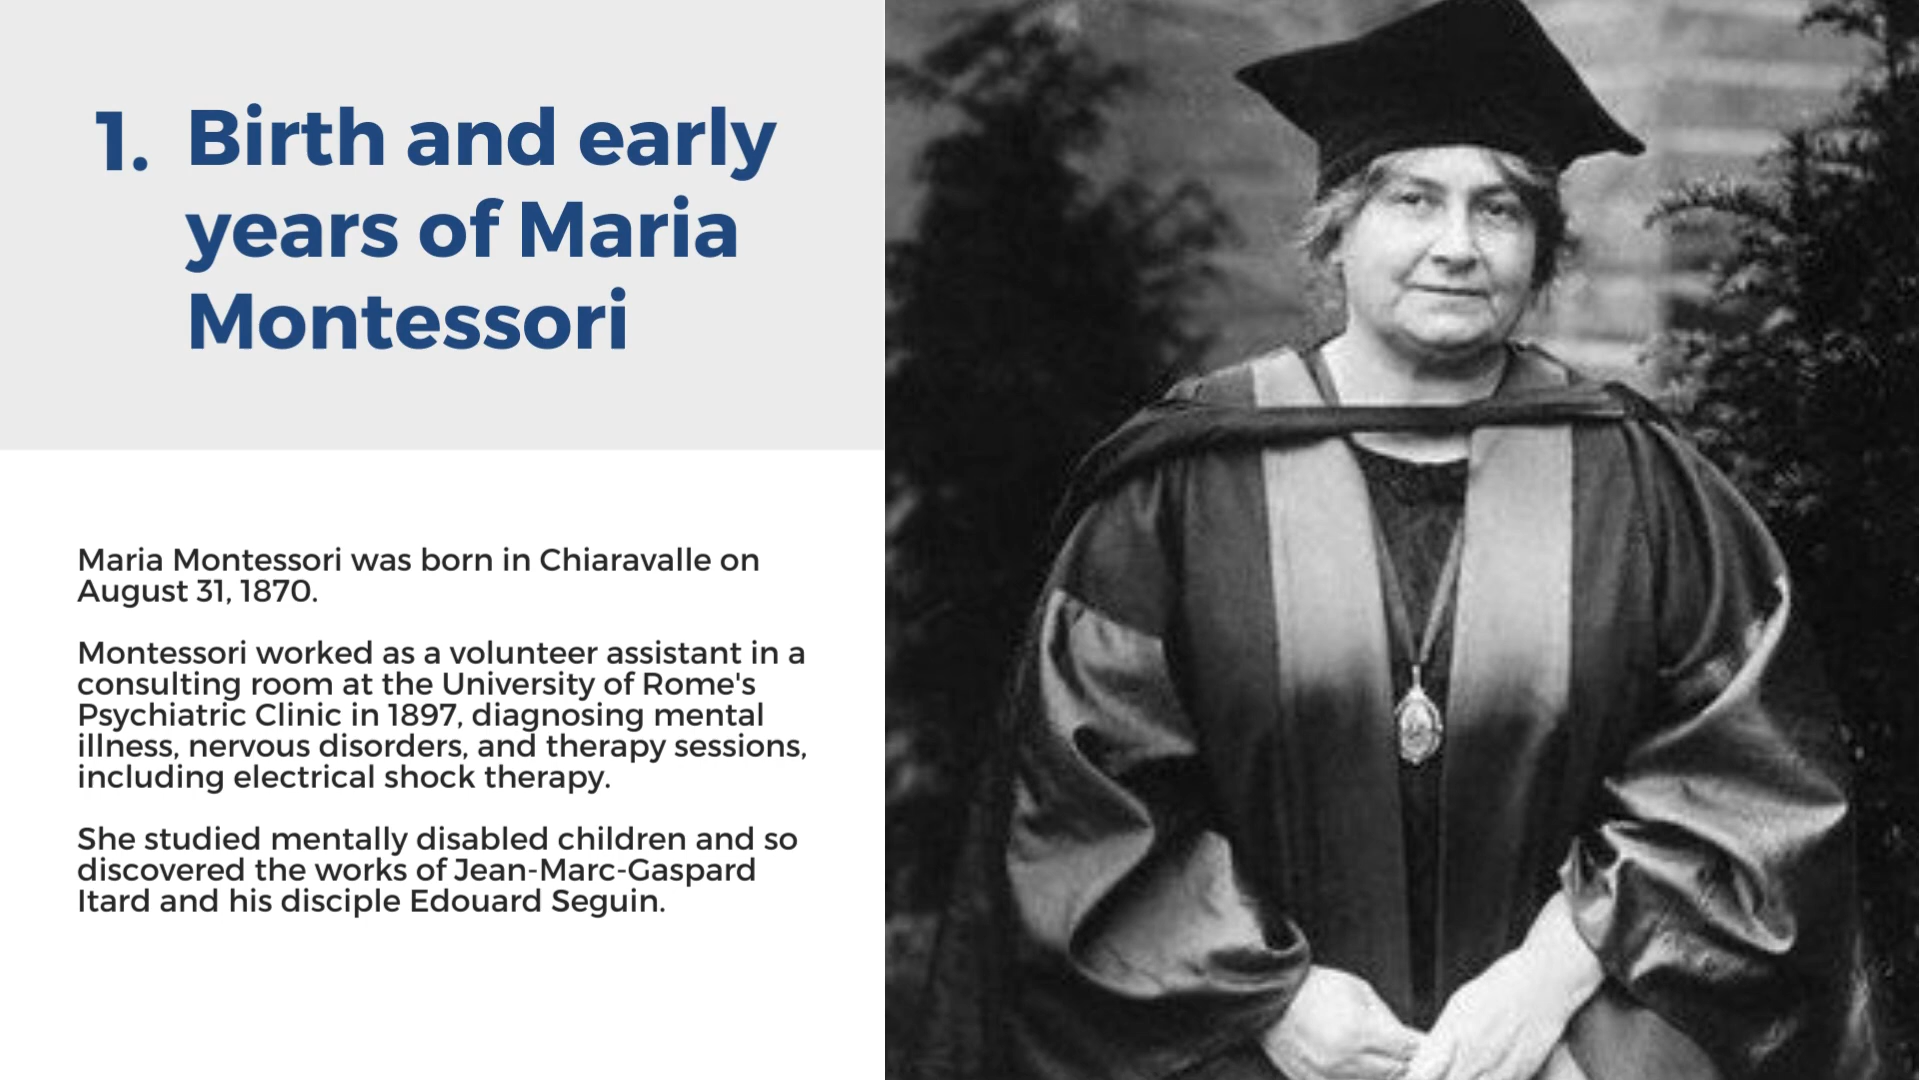 1. Birth and early
years of Maria
Montessori
Maria Montessori was born in Chiaravalle on
August 31, 1870.
Montessori worked as a volunteer assistant in a
consulting room at the University of Rome's
Psychiatric Clinic in 1897, diagnosing mental
illness, nervous disorders, and therapy sessions,
including electrical shock therapy.
She studied mentally disabled children and so
discovered the works of Jean-Marc-Gaspard
Itard and his disciple Edouard Seguin.